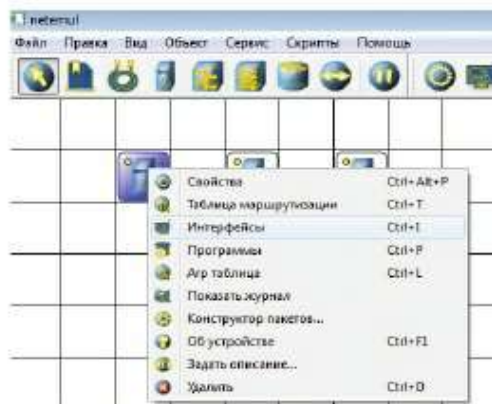 netemul
Файл Правка Вид Объект Сервис Скрипты Помощь
Свойства Ctrl+Alt+P
Таблица маршрутизации Ctrl+T
Интерфейсы Ctrl+I
Программы Ctrl+P
Arp таблица Ctrl+L
Показать журнал
Конструктор пакетов...
Об устройстве Ctrl+F1
Задать описание...
Удалить Ctrl+D